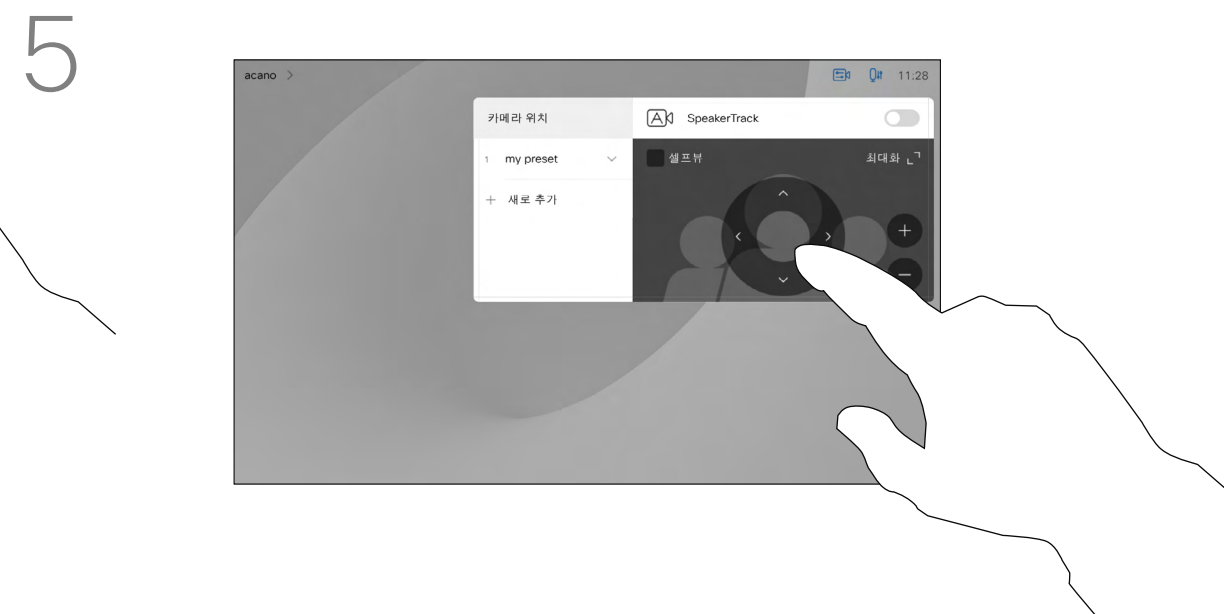 5
acano
11:28
카메라 위치
SpeakerTrack
1 my preset
셀프뷰
최대화
+ 새로 추가